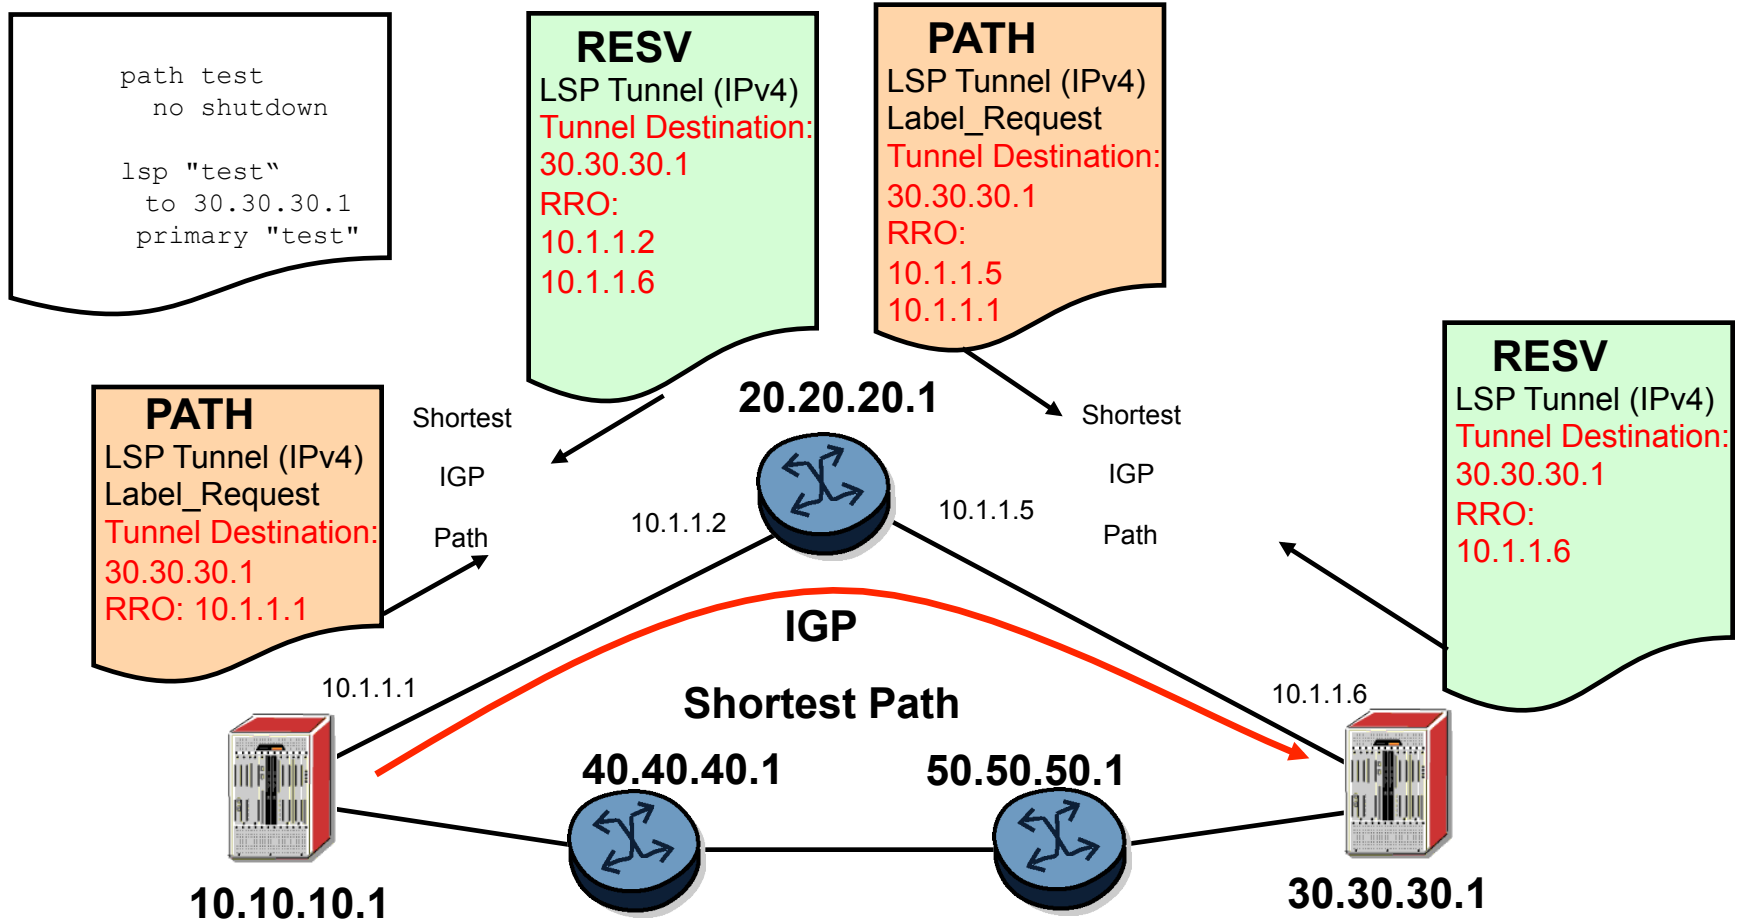 path test
no shutdown
lsp "test“
to 30.30.30.1
primary "test"
RESV
LSP Tunnel (IPv4)
Tunnel Destination:
30.30.30.1
RRO:
10.1.1.2
10.1.1.6
PATH
LSP Tunnel (IPv4)
Label_Request
Tunnel Destination:
30.30.30.1
RRO:
10.1.1.5
10.1.1.1
RESV
LSP Tunnel (IPv4)
Tunnel Destination:
30.30.30.1
RRO:
10.1.1.6
PATH
LSP Tunnel (IPv4)
Label_Request
Tunnel Destination:
30.30.30.1
RRO: 10.1.1.1
Shortest
IGP
Path
20.20.20.1
Shortest
IGP
Path
10.1.1.2
10.1.1.5
IGP
Shortest Path
10.1.1.1
10.1.1.6
40.40.40.1
50.50.50.1
10.10.10.1
30.30.30.1